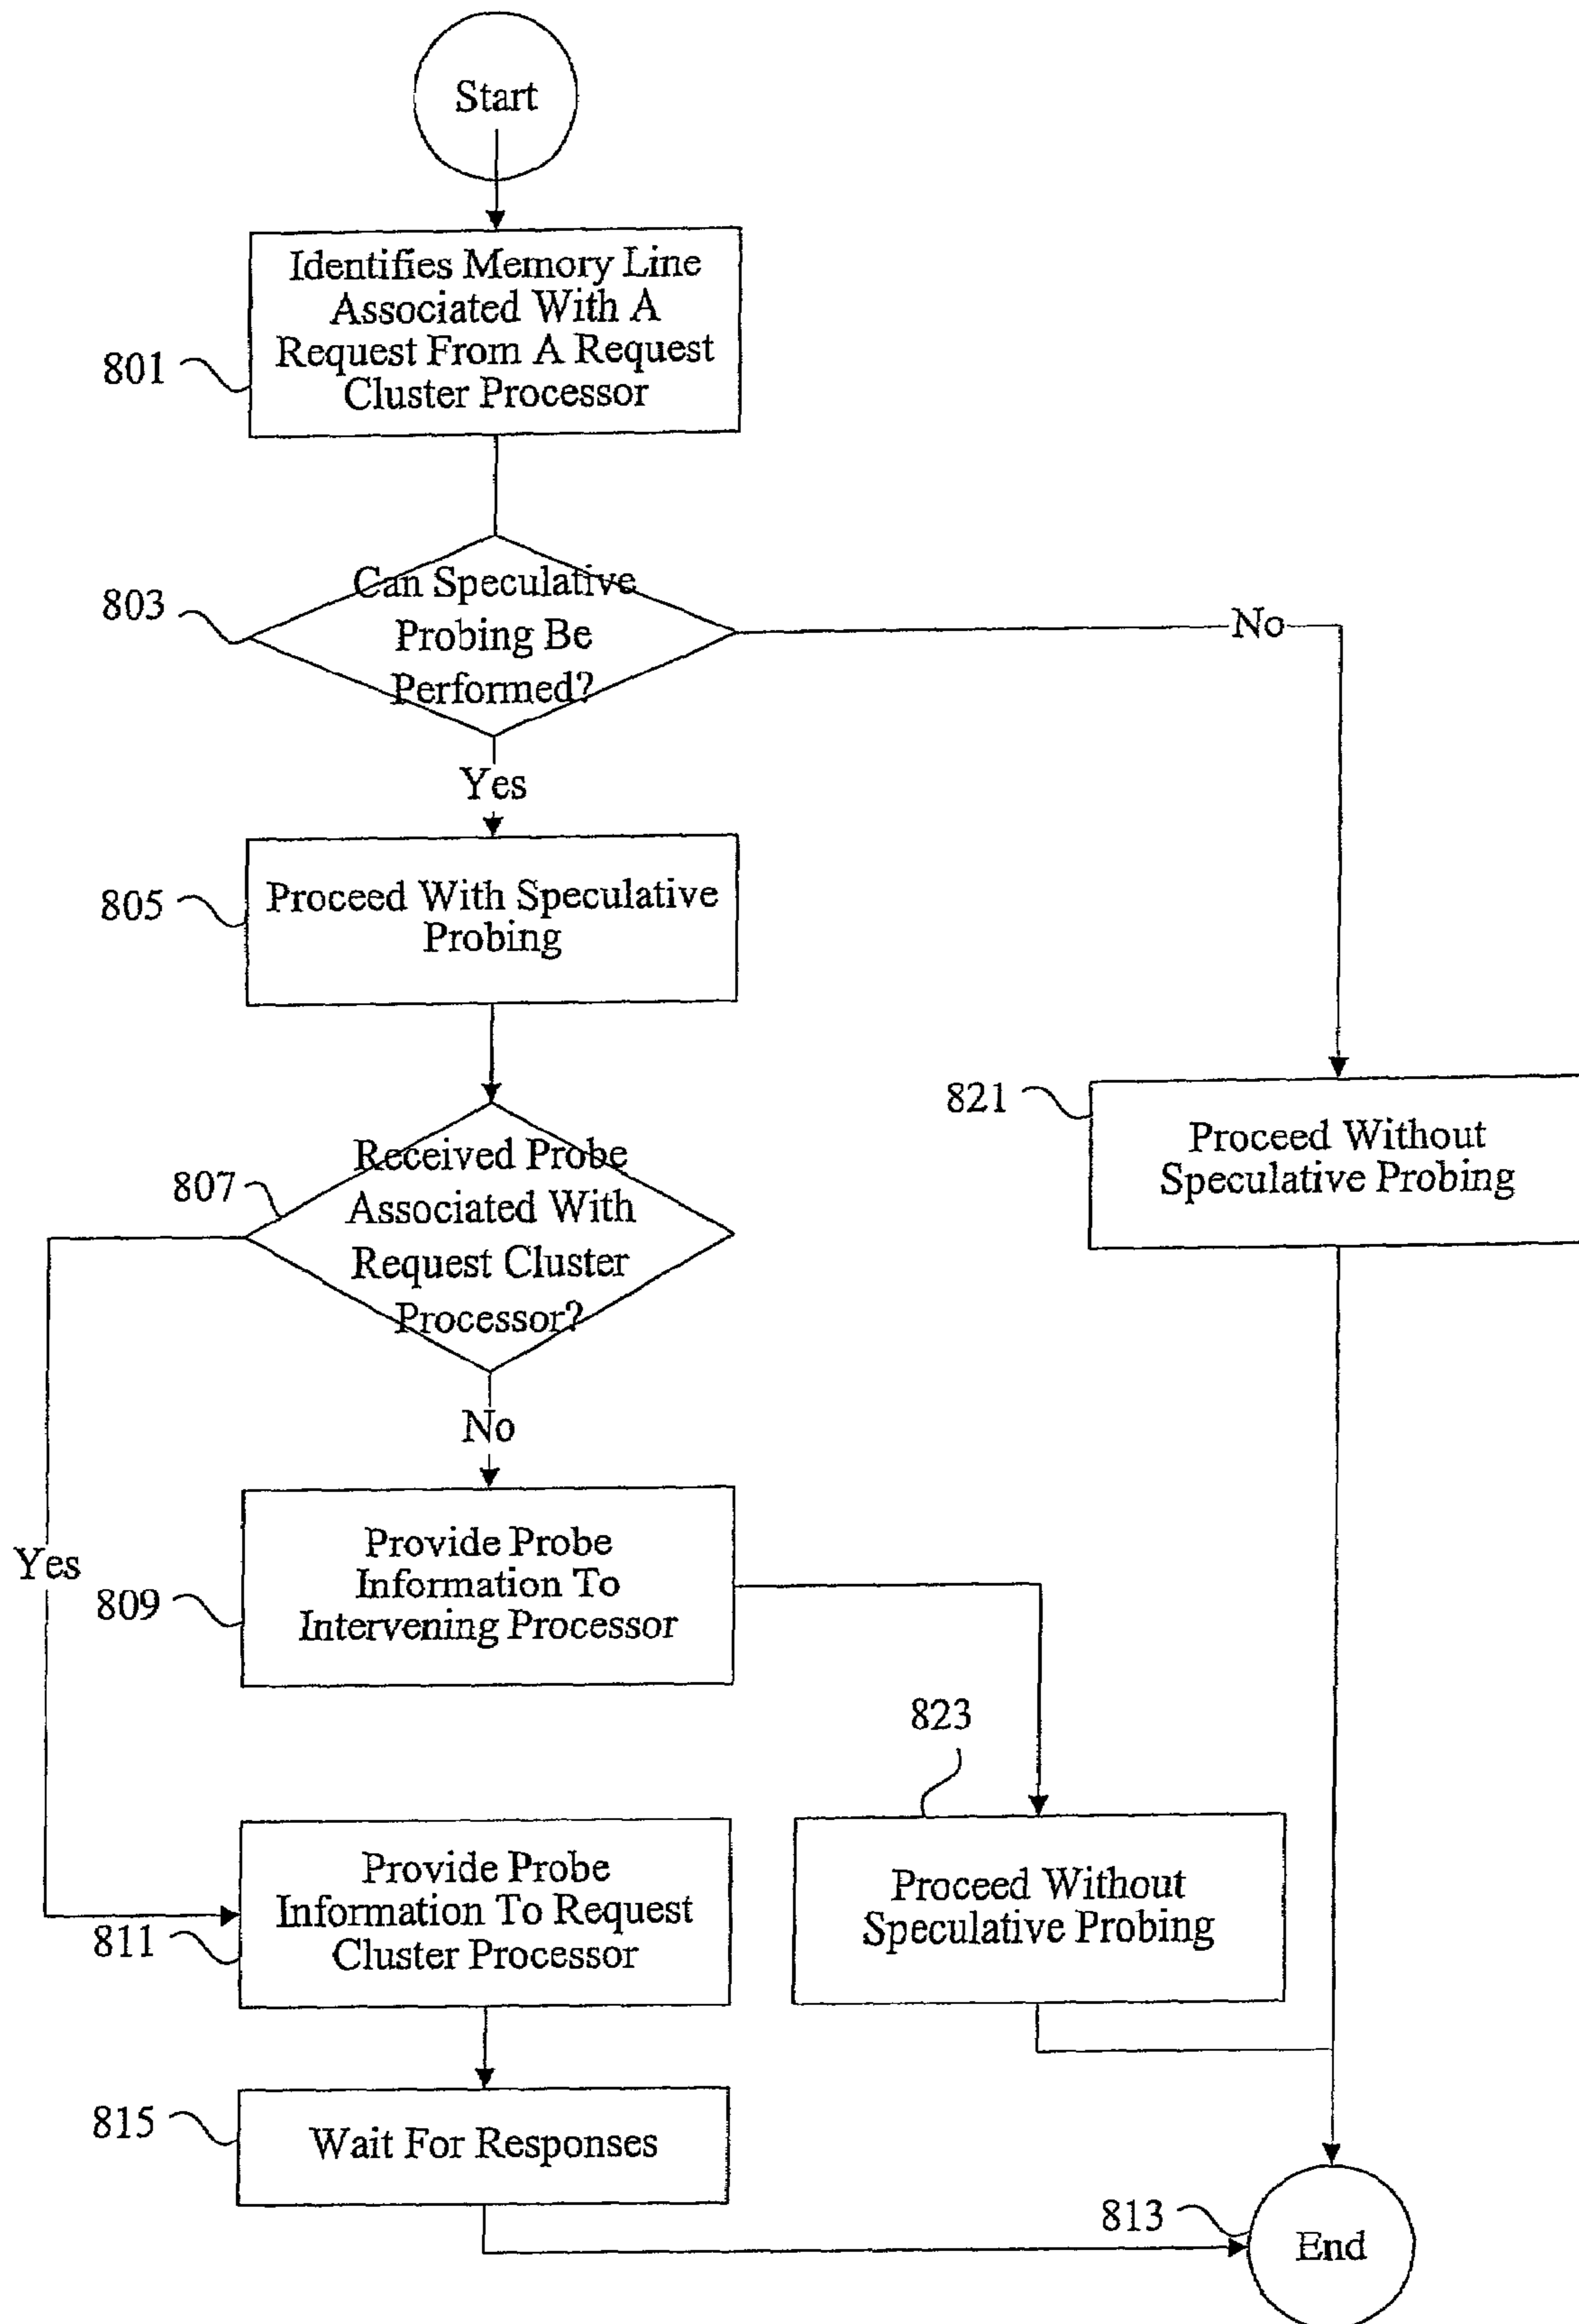 Start
Identifies Memory Line
Associated With A
Request From A Request
Cluster Processor
801
Can Speculative
Probing Be
Performed?
803
No
Yes
Proceed With Speculative
Probing
805
821
Proceed Without
Speculative Probing
Received Probe
Associated With
Request Cluster
Processor?
807
No
Yes
Provide Probe
Information To
Intervening Processor
809
823
Proceed Without
Speculative Probing
Provide Probe
Information To Request
Cluster Processor
811
815
Wait For Responses
813
End